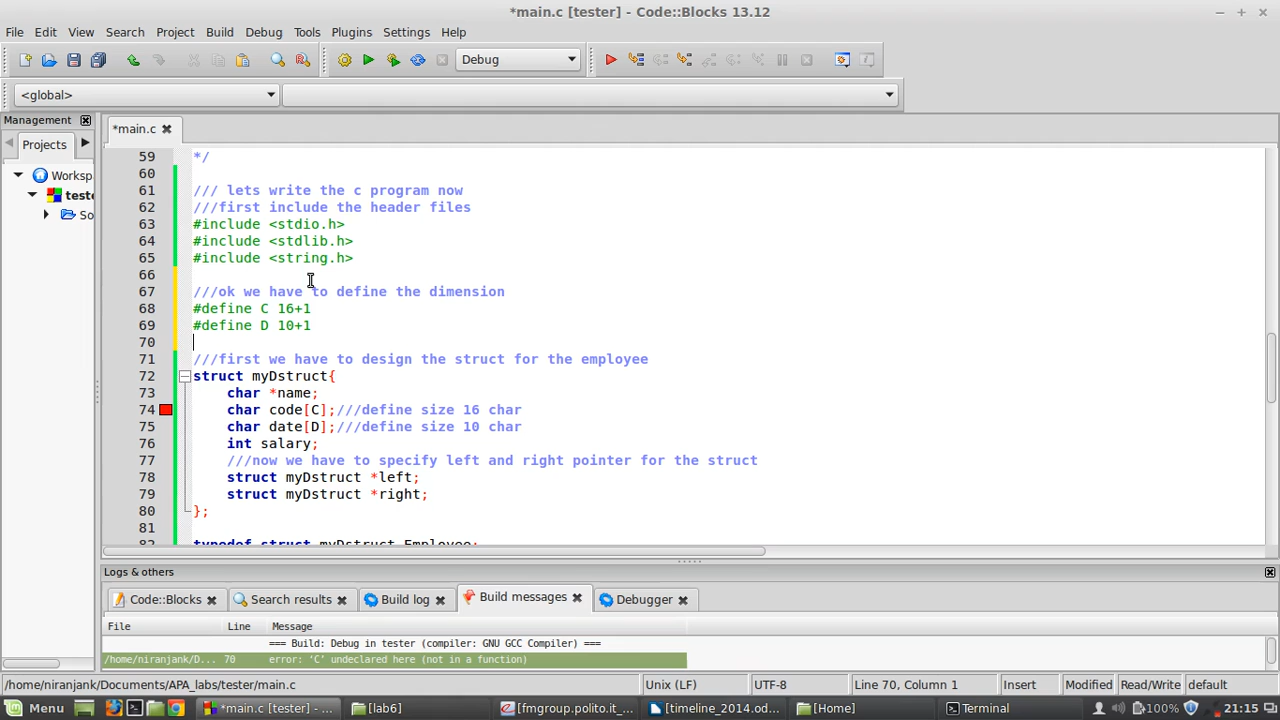 *main.c [tester] - Code::Blocks 13.12
File Edit View Search Project Build Debug Tools Plugins Settings Help
Debug
<global>
Management
*main.c
Projects
59 */
60
Workspa
61 /// lets write the c program now
teste
62 ///first include the header files
So
63 #include <stdio.h>
64 #include <stdlib.h>
65 #include <string.h>
66
67 ///ok we have to define the dimension
68 #define C 16+1
69 #define D 10+1
70
71 ///first we have to design the struct for the employee
72 struct myDstruct{
73 char *name;
74 char code[C];///define size 16 char
75 char date[D];///define size 10 char
76 int salary;
77 ///now we have to specify left and right pointer for the struct
78 struct myDstruct *left;
79 struct myDstruct *right;
80 };
81
82 typedef struct myDstruct Employee;
Logs & others
Code::Blocks Search results Build log Build messages Debugger
File Line Message
=== Build: Debug in tester (compiler: GNU GCC Compiler) ===
/home/niranjank/D... 70 error: ‘C’ undeclared here (not in a function)
/home/niranjank/Documents/APA_labs/tester/main.c Unix (LF) UTF-8 Line 70, Column 1 Insert Modified Read/Write default
Menu *main.c [tester] - ... [lab6] [fmgroup.polito.it_... [timeline_2014.od... [Home] Terminal 100% 21:15